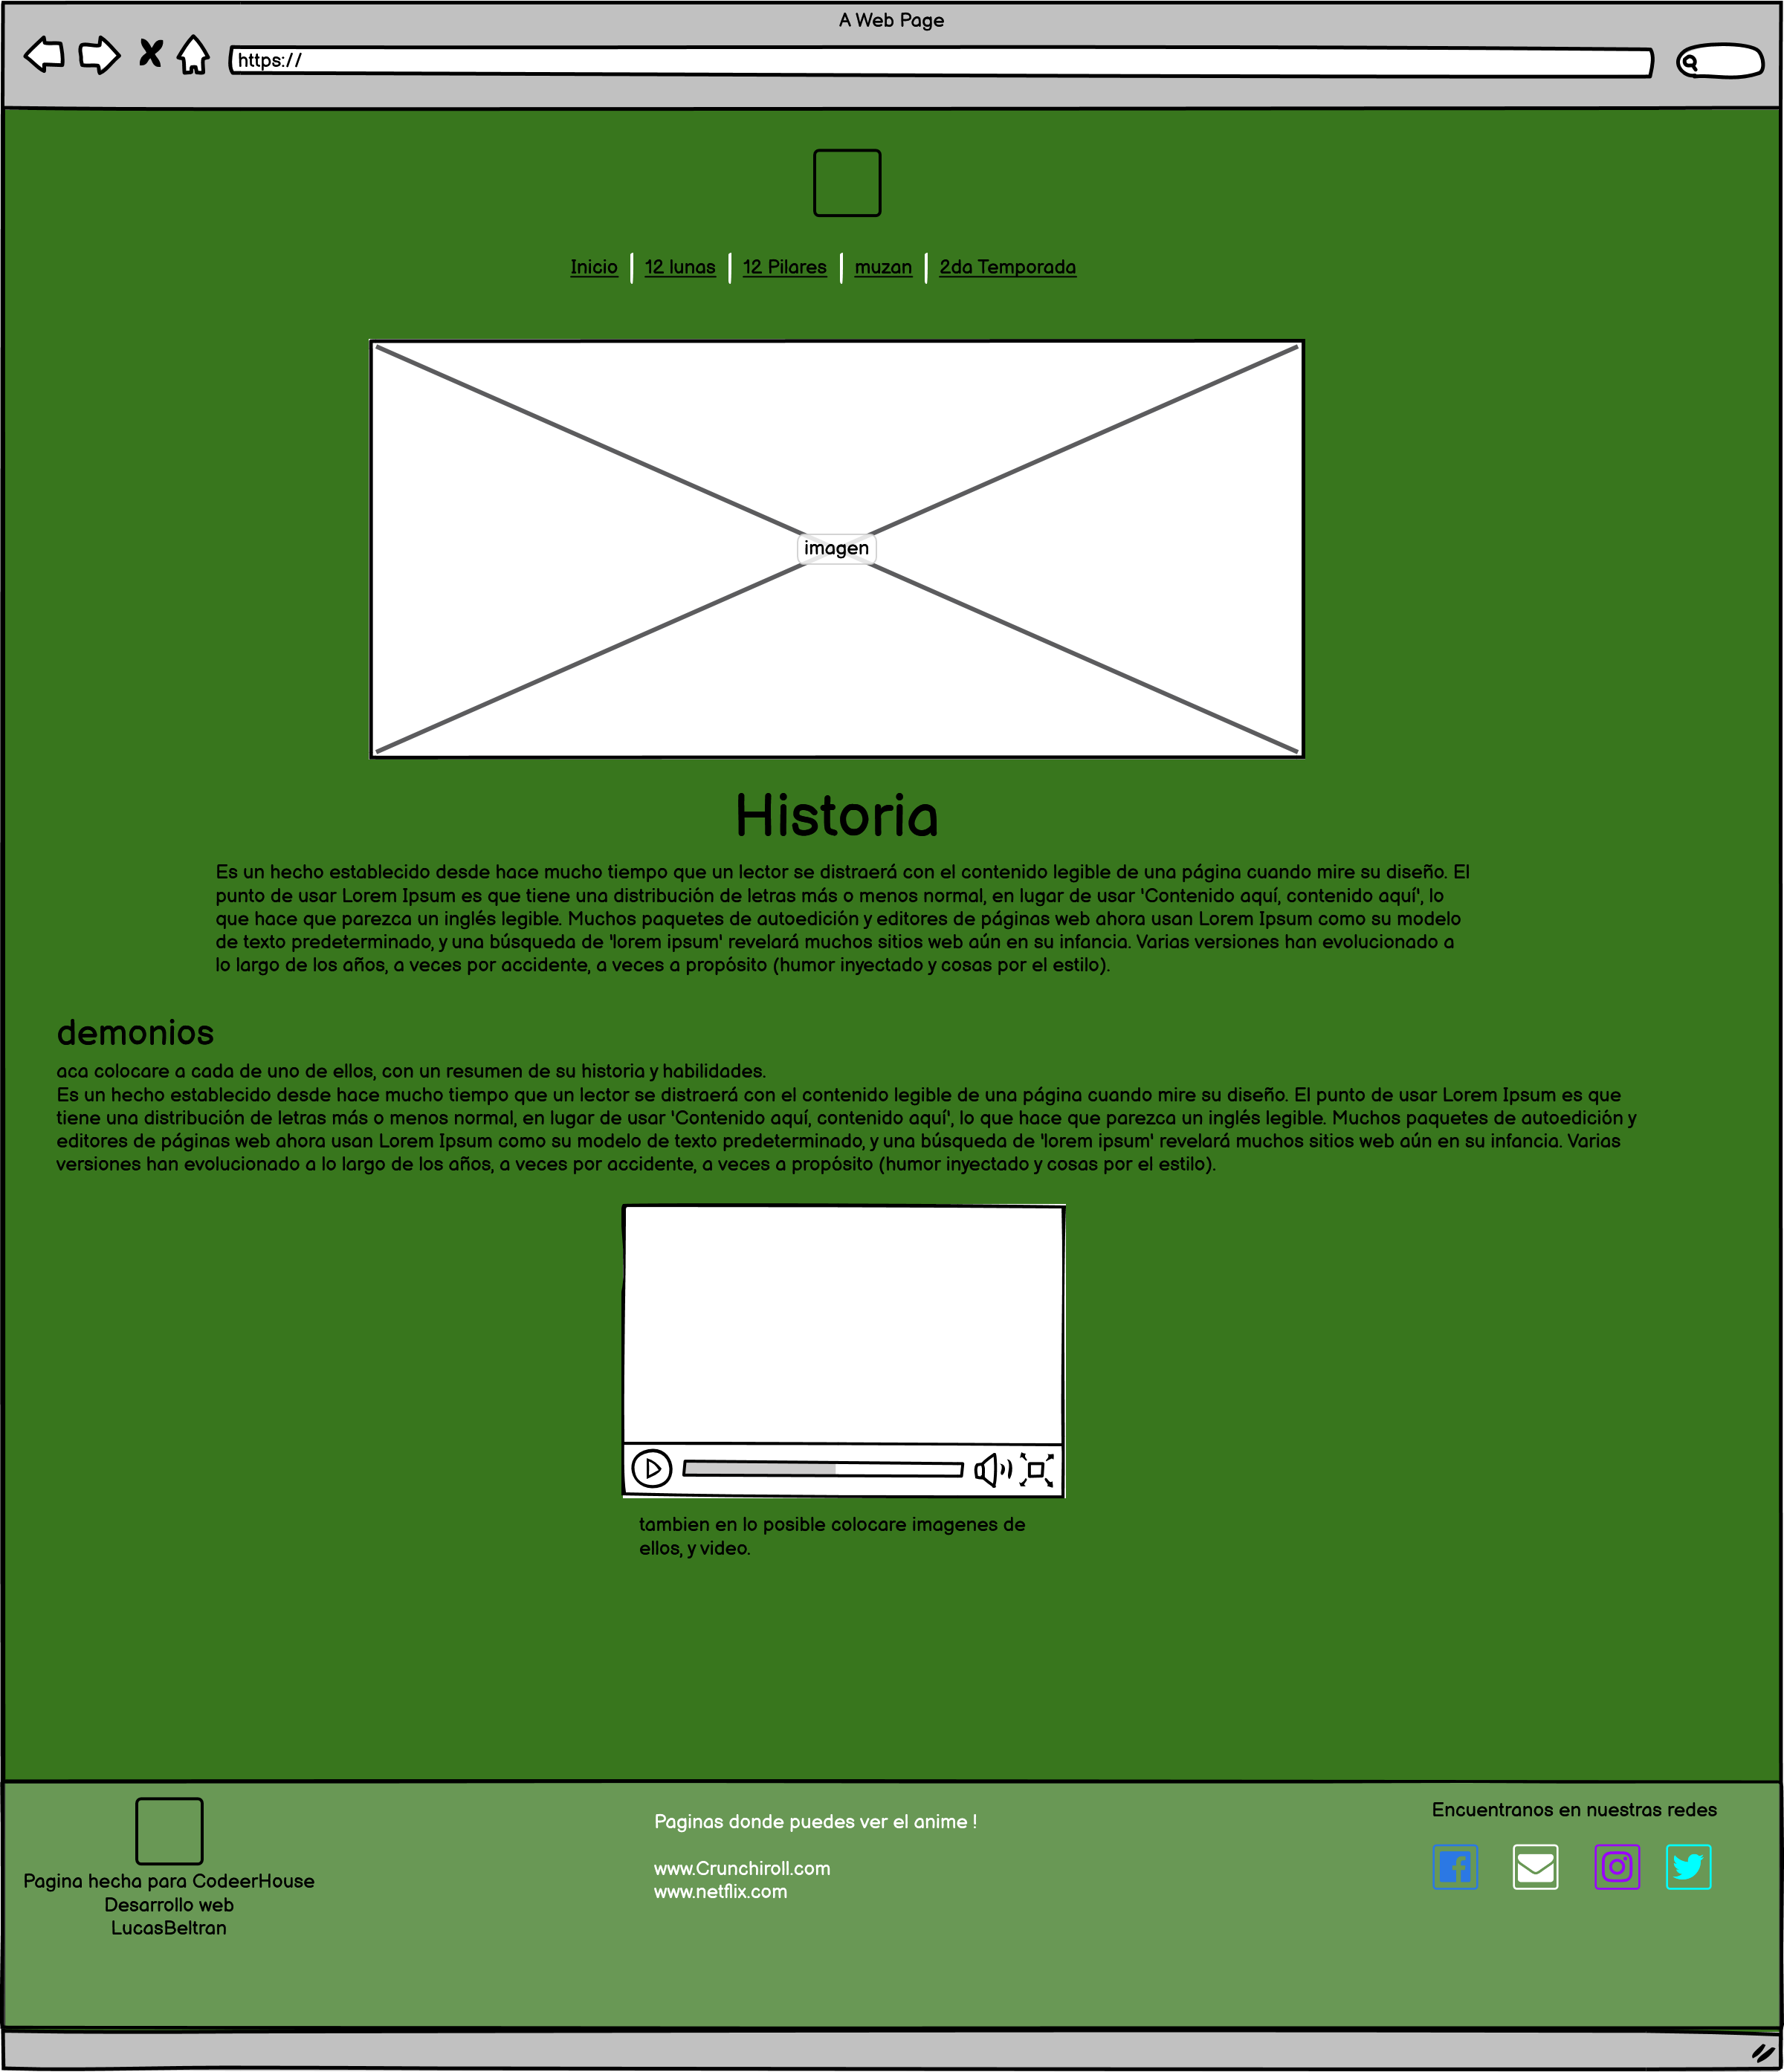 A Web Page
https://
Inicio 12 lunas 12 Pilares muzan 2da Temporada
imagen
Historia
Es un hecho establecido desde hace mucho tiempo que un lector se distraerá con el contenido legible de una página cuando mire su diseño. El
punto de usar Lorem Ipsum es que tiene una distribución de letras más o menos normal, en lugar de usar 'Contenido aquí, contenido aquí', lo
que hace que parezca un inglés legible. Muchos paquetes de autoedición y editores de páginas web ahora usan Lorem Ipsum como su modelo
de texto predeterminado, y una búsqueda de 'lorem ipsum' revelará muchos sitios web aún en su infancia. Varias versiones han evolucionado a
lo largo de los años, a veces por accidente, a veces a propósito (humor inyectado y cosas por el estilo).
demonios
aca colocare a cada de uno de ellos, con un resumen de su historia y habilidades.
Es un hecho establecido desde hace mucho tiempo que un lector se distraerá con el contenido legible de una página cuando mire su diseño. El punto de usar Lorem Ipsum es que
tiene una distribución de letras más o menos normal, en lugar de usar 'Contenido aquí, contenido aquí', lo que hace que parezca un inglés legible. Muchos paquetes de autoedición y
editores de páginas web ahora usan Lorem Ipsum como su modelo de texto predeterminado, y una búsqueda de 'lorem ipsum' revelará muchos sitios web aún en su infancia. Varias
versiones han evolucionado a lo largo de los años, a veces por accidente, a veces a propósito (humor inyectado y cosas por el estilo).
tambien en lo posible colocare imagenes de
ellos, y video.
Pagina hecha para CodeerHouse
Desarrollo web
LucasBeltran
Paginas donde puedes ver el anime !
www.Crunchiroll.com
www.netflix.com
Encuentranos en nuestras redes